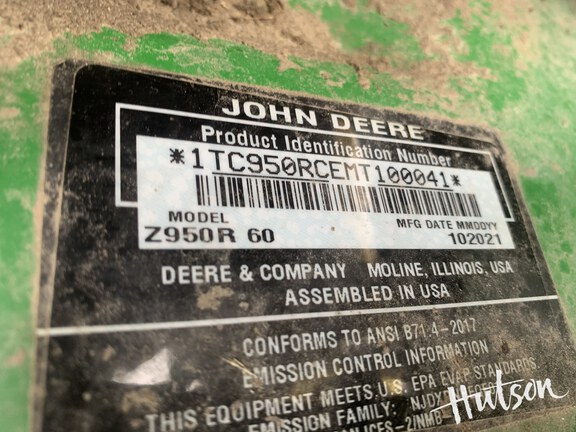 JOHN DEERE
Product Identification Number
*1TC950RCEMT100041*
MODEL MFG DATE MMDDYY
Z950R 60 102021
DEERE & COMPANY MOLINE, ILLINOIS, USA
ASSEMBLED IN USA
CONFORMS TO ANSI B71.4-2017
EMISSION CONTROL INFORMATION
THIS EQUIPMENT MEETS U.S. EPA EVAP STANDARDS
EMISSION FAMILY:
Hutson